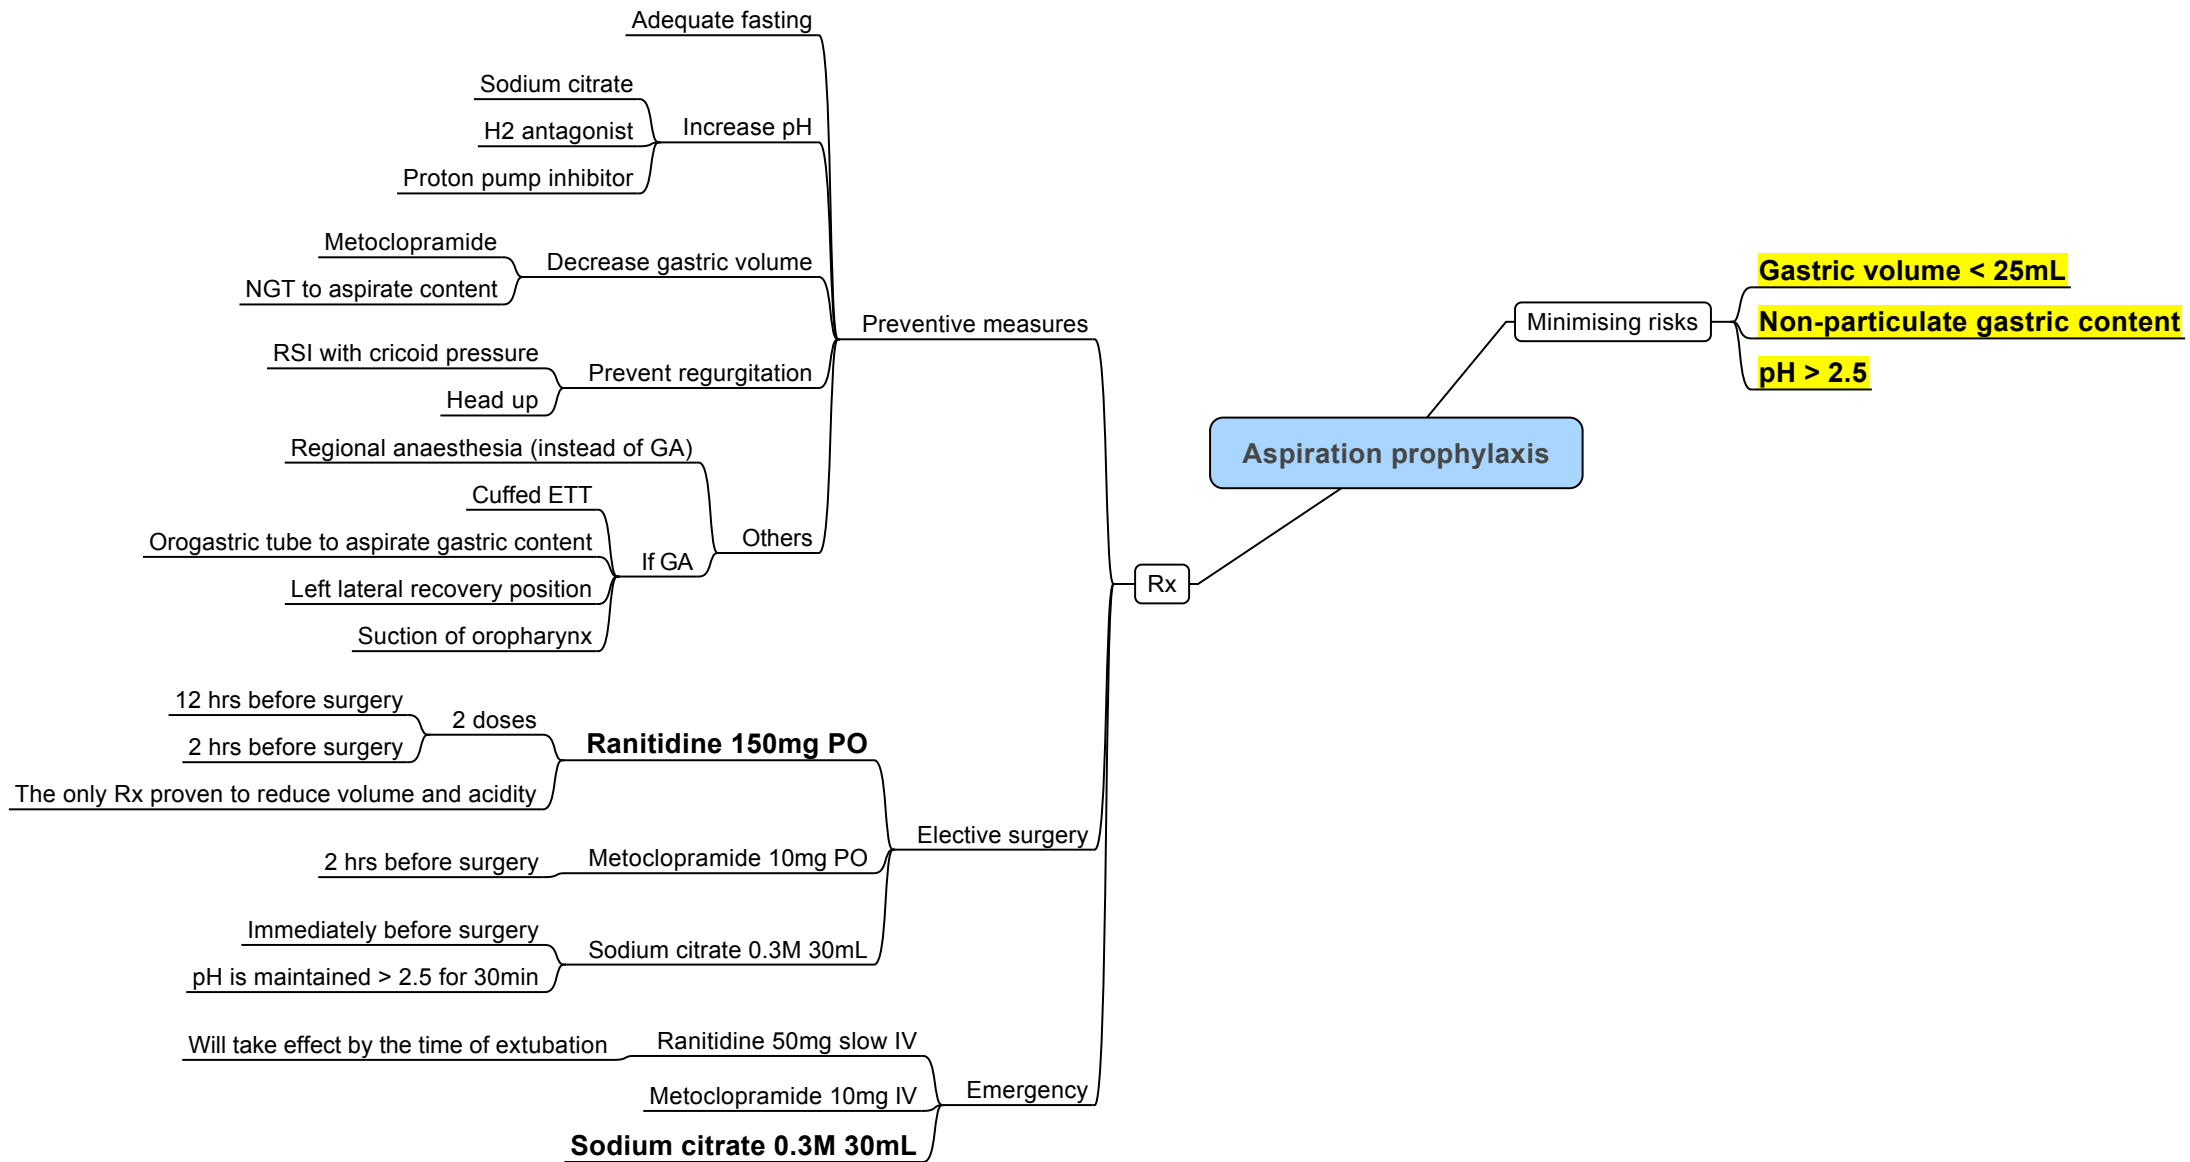 Aspiration prophylaxis
Minimising risks
Gastric volume < 25mL
Non-particulate gastric content
pH > 2.5
Rx
Preventive measures
Adequate fasting
Increase pH
Sodium citrate
H2 antagonist
Proton pump inhibitor
Decrease gastric volume
Metoclopramide
NGT to aspirate content
Prevent regurgitation
RSI with cricoid pressure
Head up
Others
Regional anaesthesia (instead of GA)
If GA
Cuffed ETT
Orogastric tube to aspirate gastric content
Left lateral recovery position
Suction of oropharynx
Elective surgery
Ranitidine 150mg PO
2 doses
12 hrs before surgery
2 hrs before surgery
The only Rx proven to reduce volume and acidity
Metoclopramide 10mg PO
2 hrs before surgery
Sodium citrate 0.3M 30mL
Immediately before surgery
pH is maintained > 2.5 for 30min
Emergency
Ranitidine 50mg slow IV
Will take effect by the time of extubation
Metoclopramide 10mg IV
Sodium citrate 0.3M 30mL